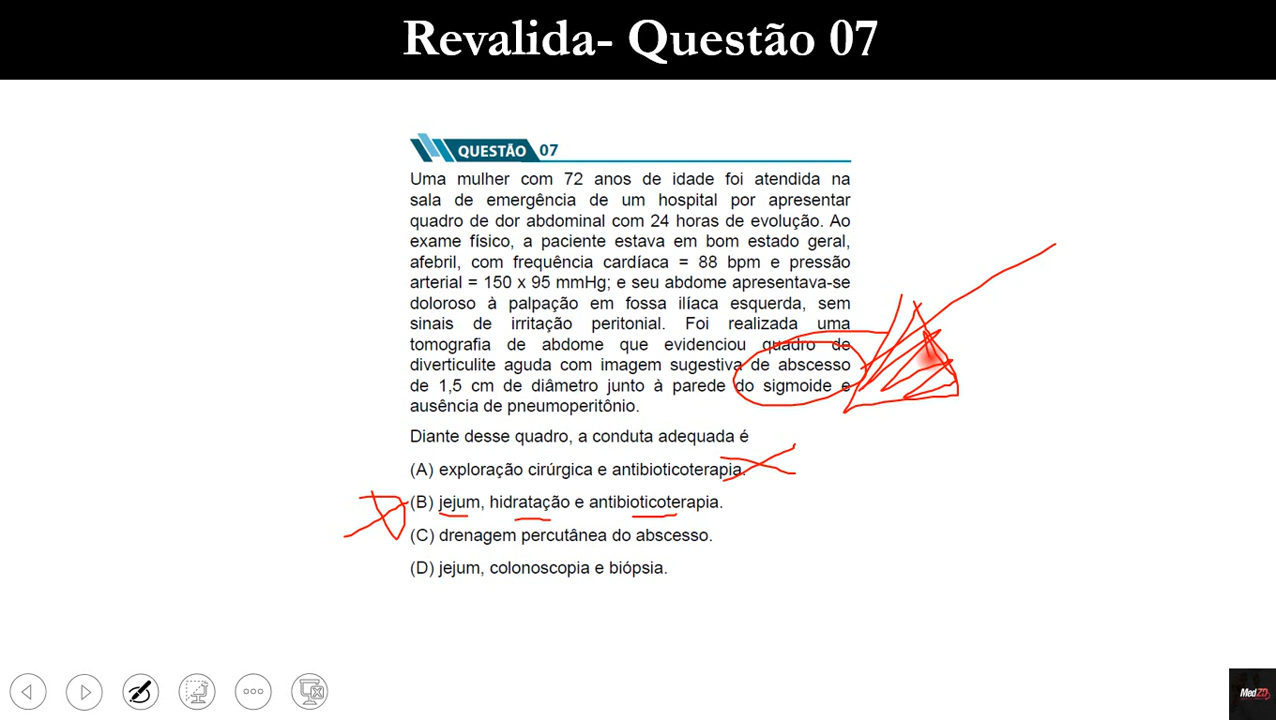 Revalida- Questão 07
QUESTÃO 07
Uma mulher com 72 anos de idade foi atendida na
sala de emergência de um hospital por apresentar
quadro de dor abdominal com 24 horas de evolução. Ao
exame físico, a paciente estava em bom estado geral,
afebril, com frequência cardíaca = 88 bpm e pressão
arterial = 150 x 95 mmHg; e seu abdome apresentava-se
doloroso à palpação em fossa ilíaca esquerda, sem
sinais de irritação peritonial. Foi realizada uma
tomografia de abdome que evidenciou quadro de
diverticulite aguda com imagem sugestiva de abscesso
de 1,5 cm de diâmetro junto à parede do sigmoide e
ausência de pneumoperitônio.
Diante desse quadro, a conduta adequada é
(A) exploração cirúrgica e antibioticoterapia.
(B) jejum, hidratação e antibioticoterapia.
(C) drenagem percutânea do abscesso.
(D) jejum, colonoscopia e biópsia.